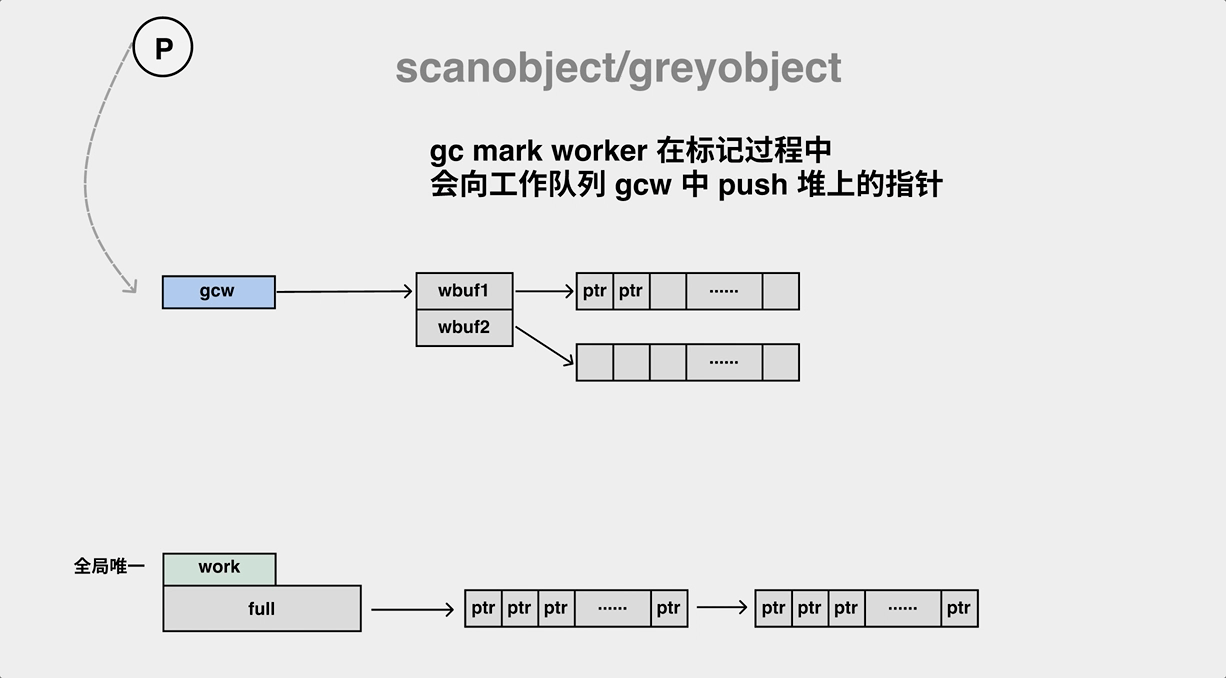 P
scanobject/greyobject
gc mark worker 在标记过程中
会向工作队列 gcw 中 push 堆上的指针
gcw
wbuf1
ptr ptr ······
wbuf2
······
全局唯一
work
full
ptr ptr ptr ······ ptr
ptr ptr ptr ······ ptr